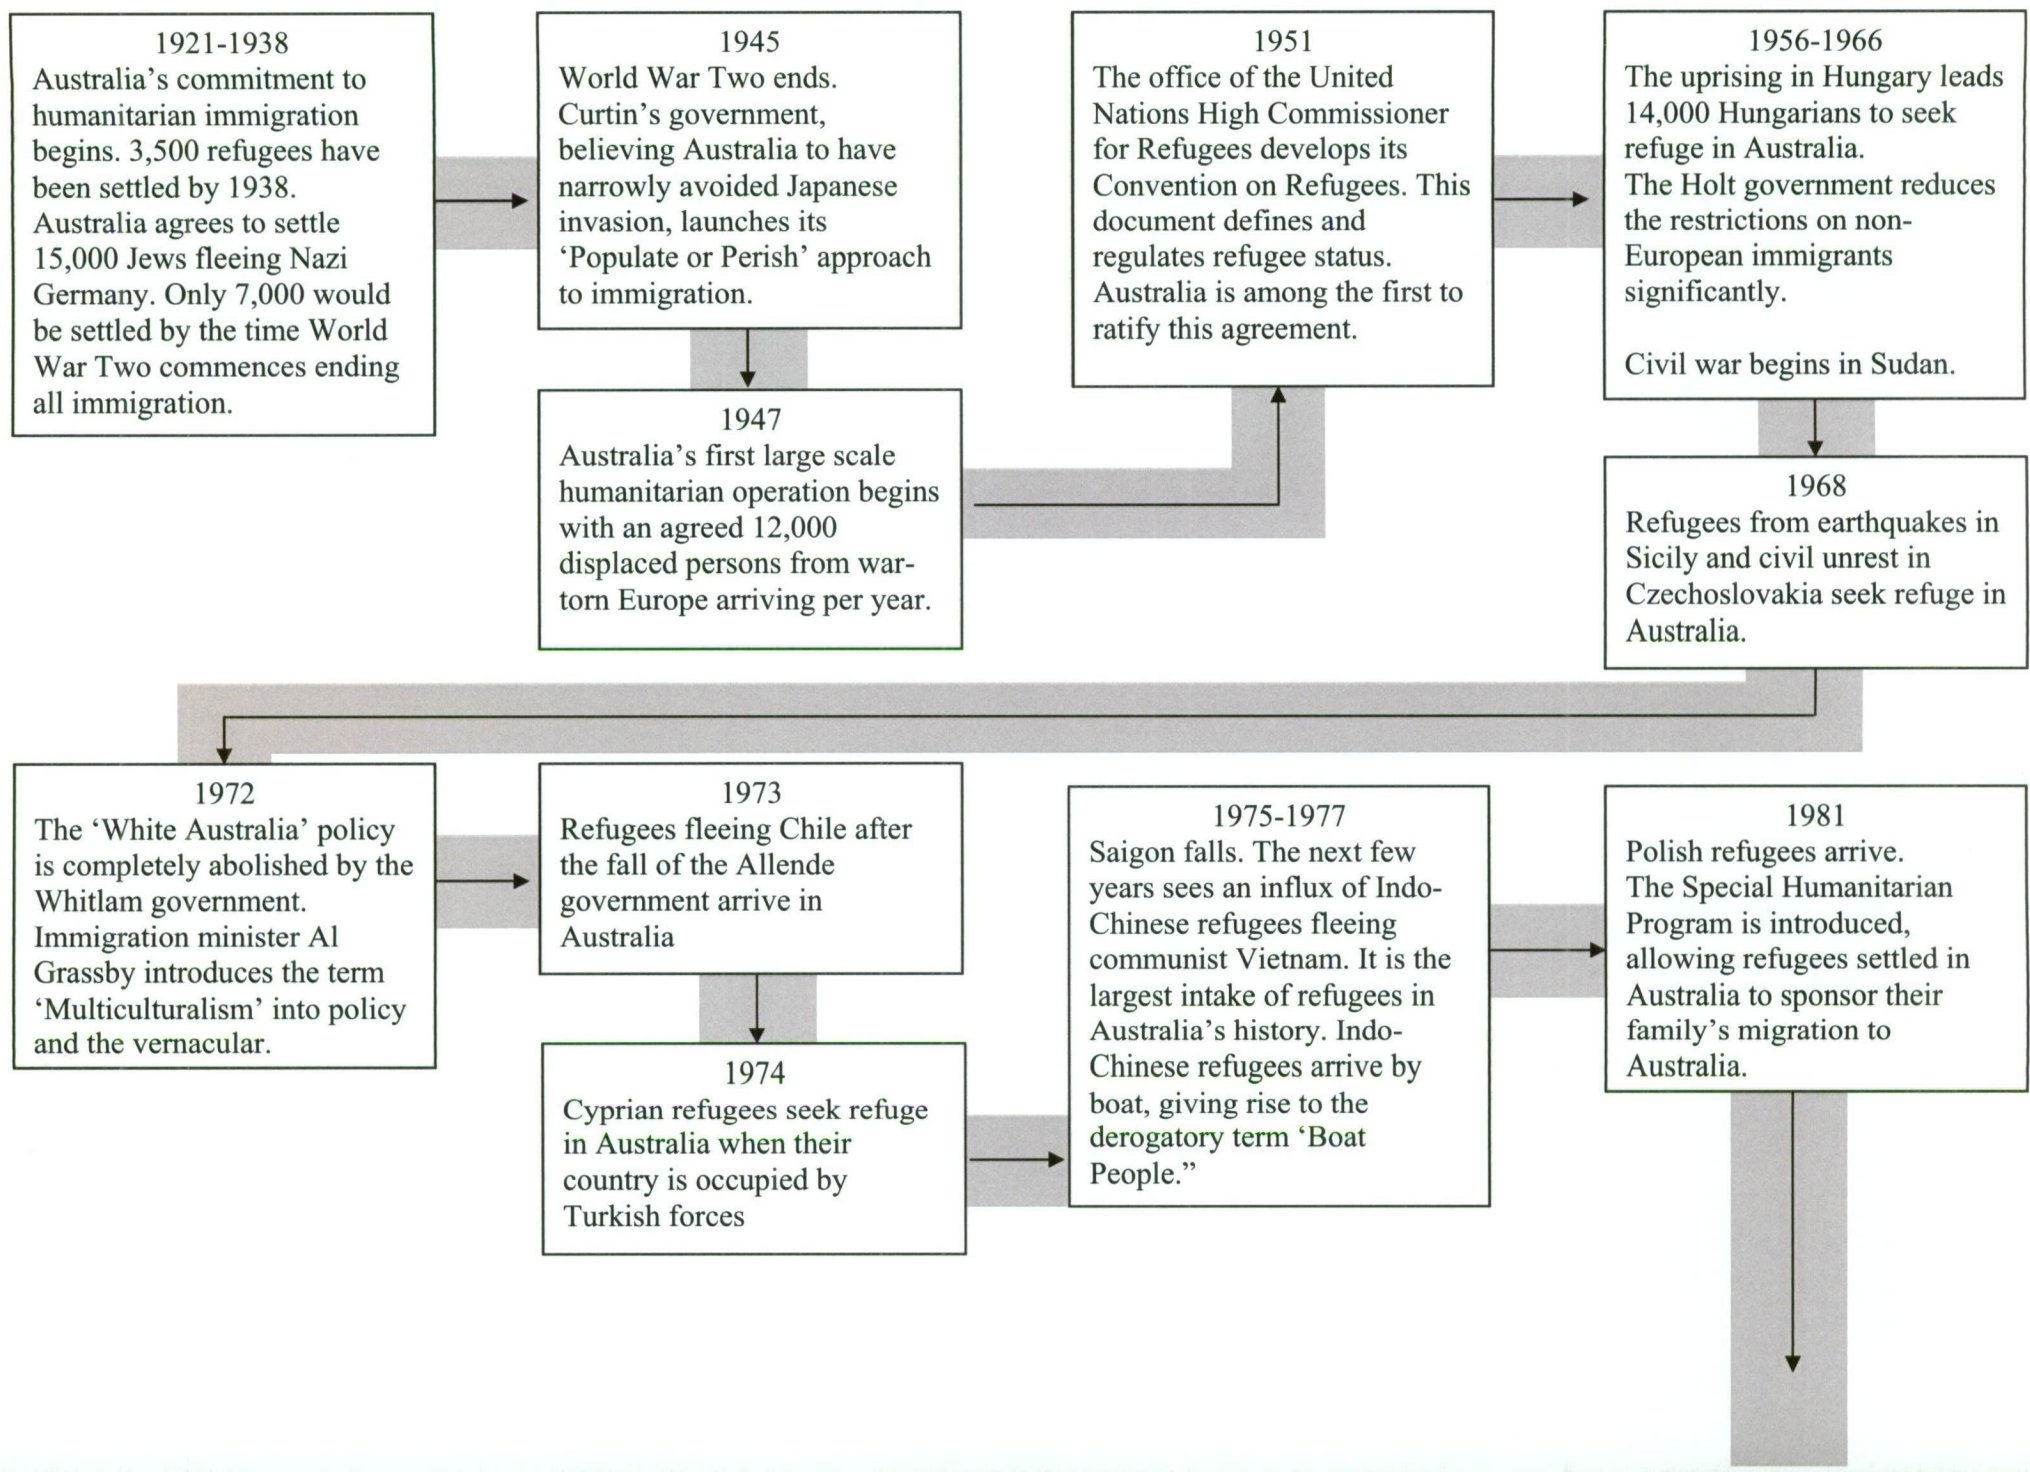 1921-1938
Australia’s commitment to
humanitarian immigration
begins. 3,500 refugees have
been settled by 1938.
Australia agrees to settle
15,000 Jews fleeing Nazi
Germany. Only 7,000 would
be settled by the time World
War Two commences ending
all immigration.
1945
World War Two ends.
Curtin’s government,
believing Australia to have
narrowly avoided Japanese
invasion, launches its
‘Populate or Perish’ approach
to immigration.
1947
Australia’s first large scale
humanitarian operation begins
with an agreed 12,000
displaced persons from war-
torn Europe arriving per year.
1951
The office of the United
Nations High Commissioner
for Refugees develops its
Convention on Refugees. This
document defines and
regulates refugee status.
Australia is among the first to
ratify this agreement.
1956-1966
The uprising in Hungary leads
14,000 Hungarians to seek
refuge in Australia.
The Holt government reduces
the restrictions on non-
European immigrants
significantly.
Civil war begins in Sudan.
1968
Refugees from earthquakes in
Sicily and civil unrest in
Czechoslovakia seek refuge in
Australia.
1972
The ‘White Australia’ policy
is completely abolished by the
Whitlam government.
Immigration minister Al
Grassby introduces the term
‘Multiculturalism’ into policy
and the vernacular.
1973
Refugees fleeing Chile after
the fall of the Allende
government arrive in
Australia
1974
Cyprian refugees seek refuge
in Australia when their
country is occupied by
Turkish forces
1975-1977
Saigon falls. The next few
years sees an influx of Indo-
Chinese refugees fleeing
communist Vietnam. It is the
largest intake of refugees in
Australia’s history. Indo-
Chinese refugees arrive by
boat, giving rise to the
derogatory term ‘Boat
People.”
1981
Polish refugees arrive.
The Special Humanitarian
Program is introduced,
allowing refugees settled in
Australia to sponsor their
family’s migration to
Australia.